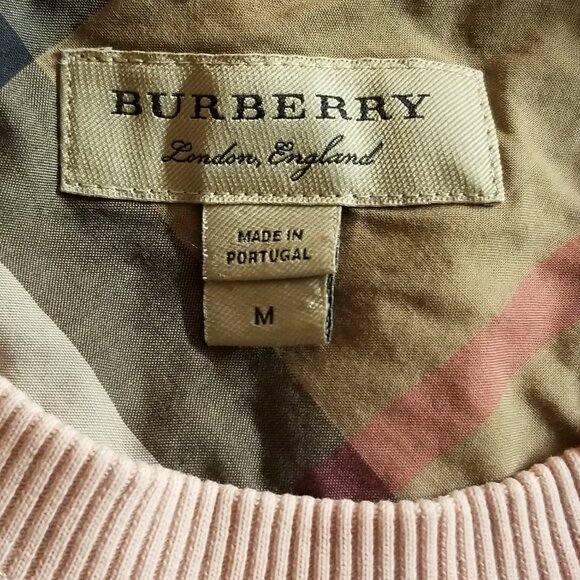 BURBERRY
London, England
MADE IN
PORTUGAL
M